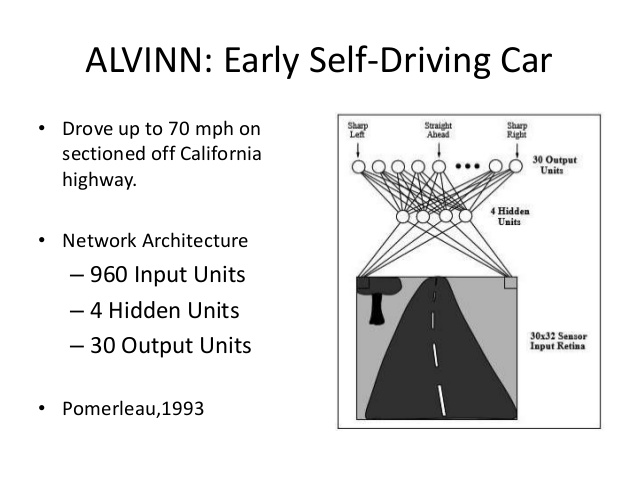 ALVINN: Early Self-Driving Car
• Drove up to 70 mph on
sectioned off California
highway.
• Network Architecture
– 960 Input Units
– 4 Hidden Units
– 30 Output Units
• Pomerleau,1993
Sharp
Left
Straight
Ahead
Sharp
Right
30 Output
Units
4 Hidden
Units
30x32 Sensor
Input Retina